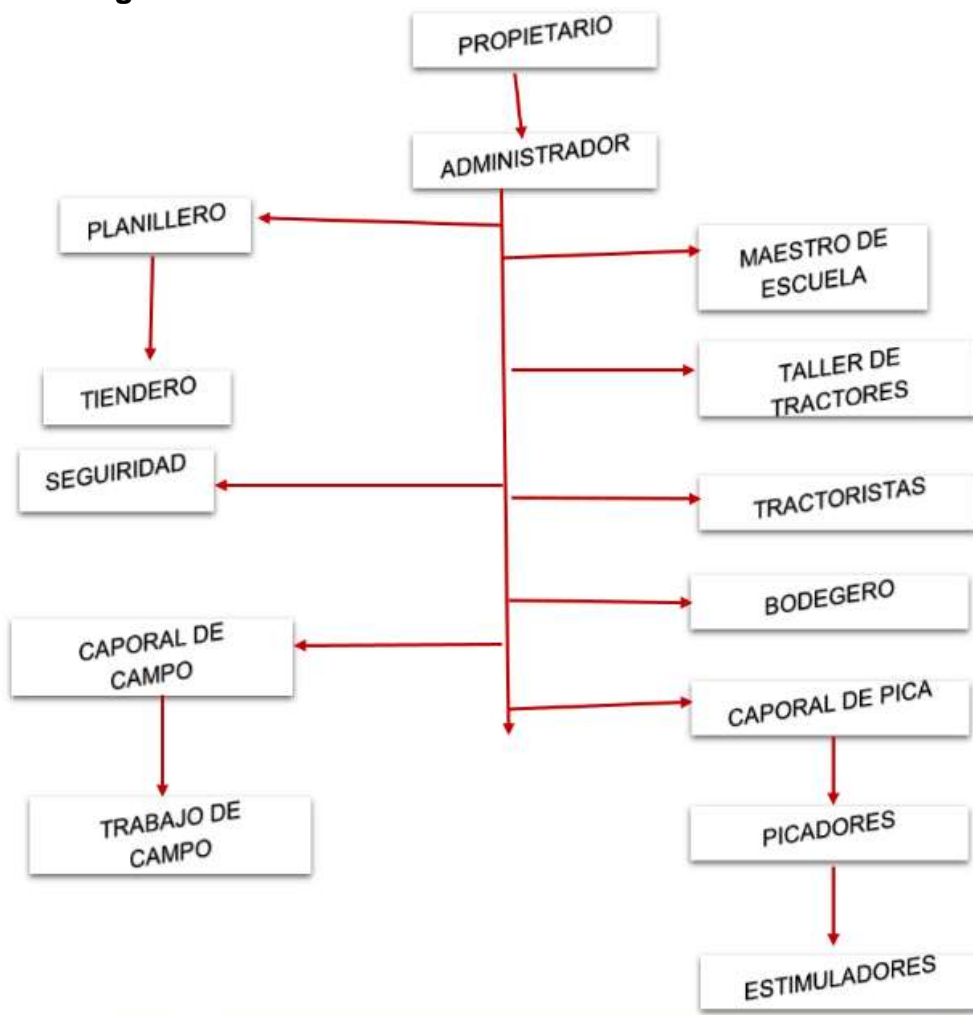 PROPIETARIO
ADMINISTRADOR
PLANILLERO
MAESTRO DE
ESCUELA
TIENDERO
TALLER DE
TRACTORES
SEGUIRIDAD
TRACTORISTAS
BODEGERO
CAPORAL DE
CAMPO
CAPORAL DE PICA
TRABAJO DE
CAMPO
PICADORES
ESTIMULADORES